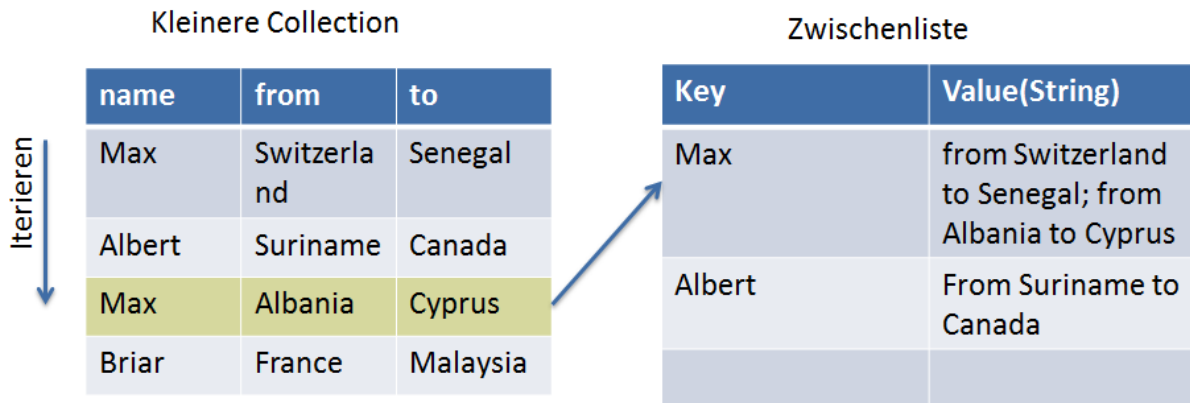 Kleinere Collection
Zwischenliste
Iterieren
name from to
Max Switzerla Senegal
nd
Albert Suriname Canada
Max Albania Cyprus
Briar France Malaysia
Key Value(String)
Max from Switzerland
to Senegal; from
Albania to Cyprus
Albert From Suriname to
Canada